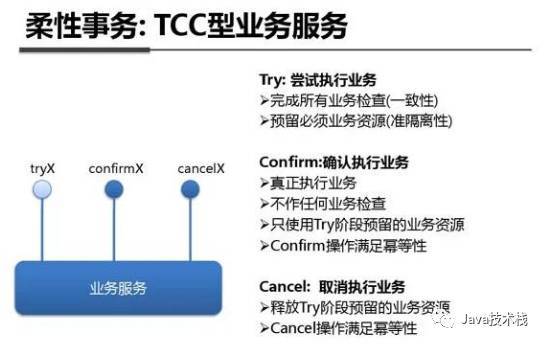 柔性事务: TCC型业务服务
Try: 尝试执行业务
➢完成所有业务检查(一致性)
➢预留必须业务资源(准隔离性)
Confirm:确认执行业务
➢真正执行业务
➢不作任何业务检查
➢只使用Try阶段预留的业务资源
➢Confirm操作满足幂等性
Cancel: 取消执行业务
➢释放Try阶段预留的业务资源
➢Cancel操作满足幂等性
tryX confirmX cancelX
业务服务
Java技术栈